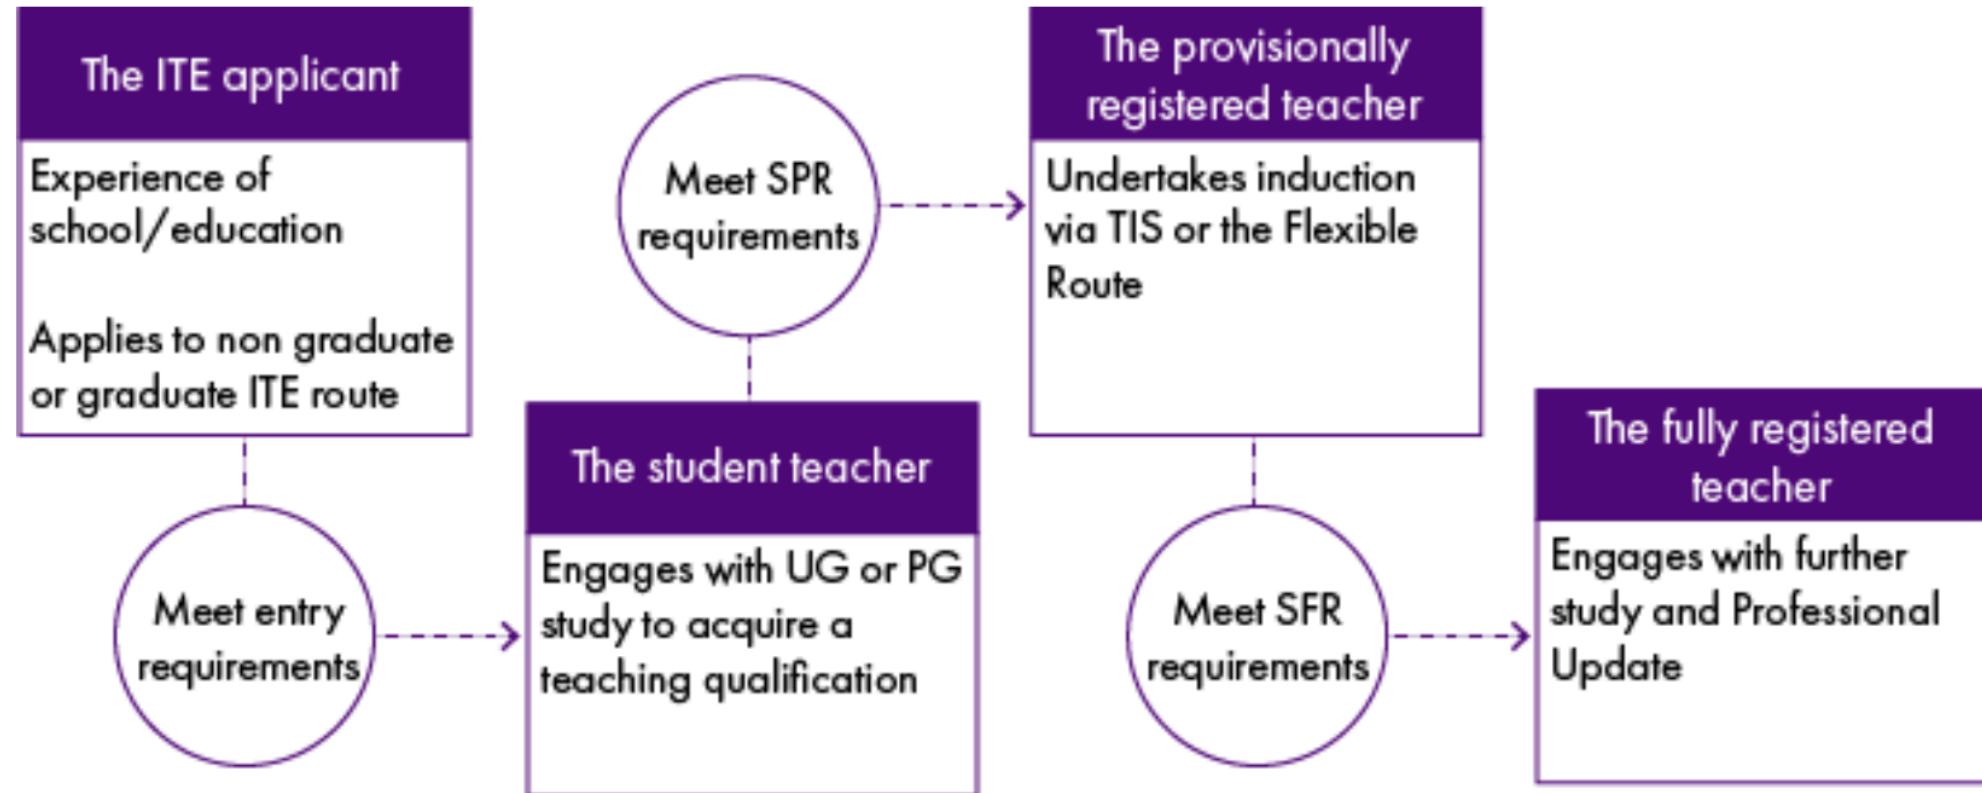 The ITE applicant
Experience of
school/education
Applies to non graduate
or graduate ITE route
Meet entry
requirements
The student teacher
Engages with UG or PG
study to acquire a
teaching qualification
Meet SPR
requirements
The provisionally
registered teacher
Undertakes induction
via TIS or the Flexible
Route
Meet SFR
requirements
The fully registered
teacher
Engages with further
study and Professional
Update